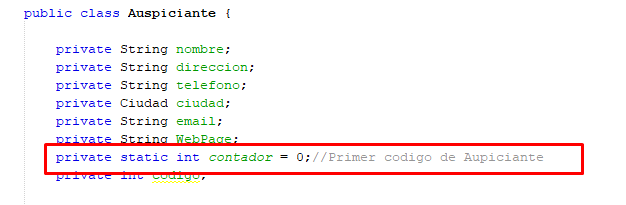 public class Auspiciante {
private String nombre;
private String direccion;
private String telefono;
private Ciudad ciudad;
private String email;
private String WebPage;
private static int contador = 0;//Primer codigo de Aupiciante
private int codigo;